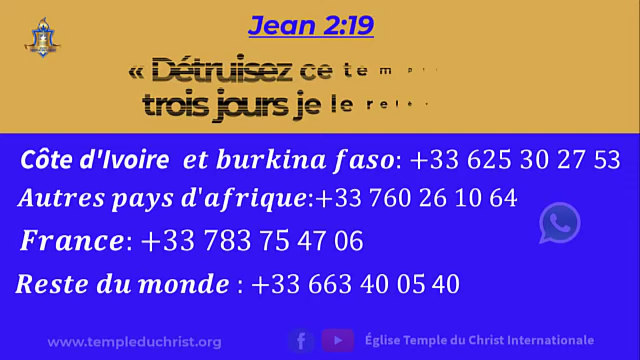 Jean 2:19
« Détruisez ce tem
trois jours je le rele
Côte d'Ivoire et burkina faso: +33 625 30 27 53
Autres pays d'afrique:+33 760 26 10 64
France: +33 783 75 47 06
Reste du monde : +33 663 40 05 40
www.templeduchrist.org
Église Temple du Christ Internationale